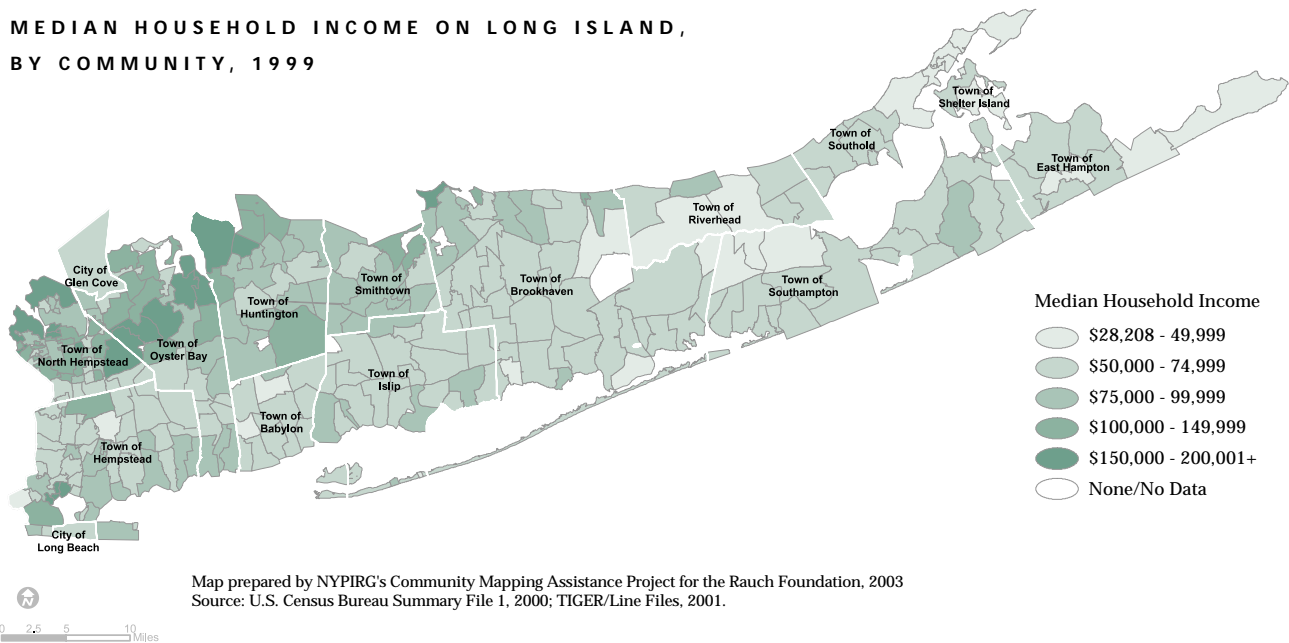 MEDIAN HOUSEHOLD INCOME ON LONG ISLAND,
BY COMMUNITY, 1999
Town of
Shelter Island
Town of
Southold
Town of
East Hampton
Town of
Riverhead
City of
Glen Cove
Town of
Smithtown
Town of
Brookhaven
Town of
Southampton
Town of
Huntington
Town of
North Hempstead
Town of
Oyster Bay
Town of
Islip
Town of
Babylon
Town of
Hempstead
City of
Long Beach
Median Household Income
$28,208 - 49,999
$50,000 - 74,999
$75,000 - 99,999
$100,000 - 149,999
$150,000 - 200,001+
None/No Data
Map prepared by NYPIRG's Community Mapping Assistance Project for the Rauch Foundation, 2003
Source: U.S. Census Bureau Summary File 1, 2000; TIGER/Line Files, 2001.
N
0 2.5 5 10
Miles